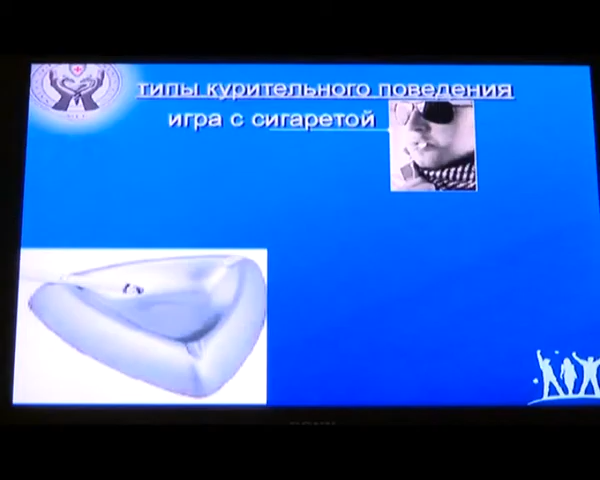 типы курительного поведения
игра с сигаретой